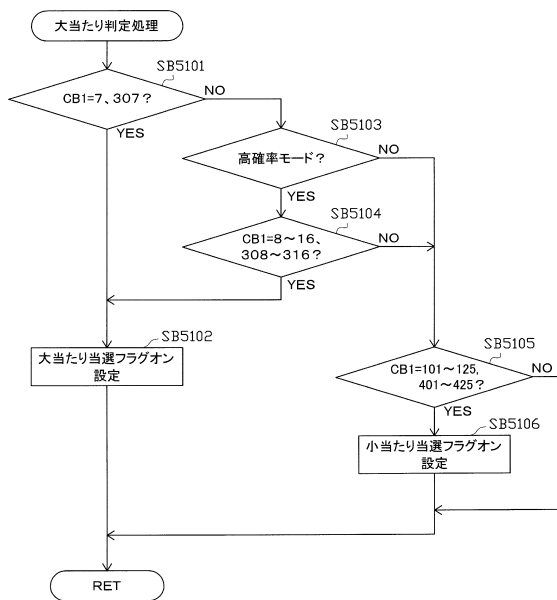 大当たり判定処理
SB5101
CB1=7、307?
NO
YES
SB5103
高確率モード?
NO
YES
SB5104
CB1=8～16、
308～316?
NO
YES
SB5102
大当たり当選フラグオン
設定
SB5105
CB1=101～125,
401～425?
NO
YES
SB5106
小当たり当選フラグオン
設定
RET